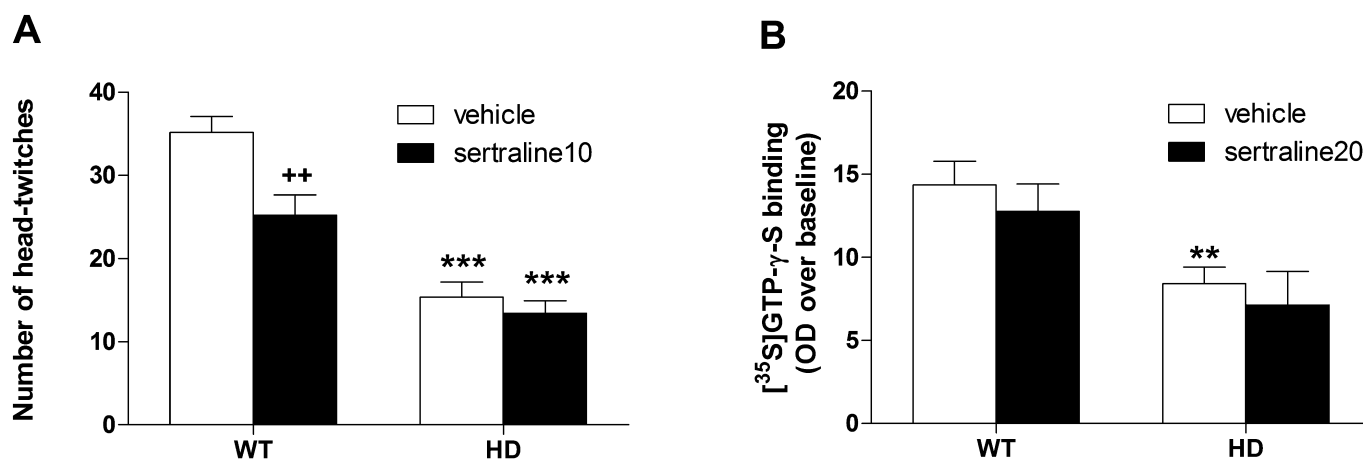 A
Number of head-twitches
40
30
20
10
0
vehicle
sertraline10
++
***
***
WT
HD
B
[³⁵S]GTP-γ-S binding
(OD over baseline)
20
15
10
5
0
vehicle
sertraline20
**
WT
HD